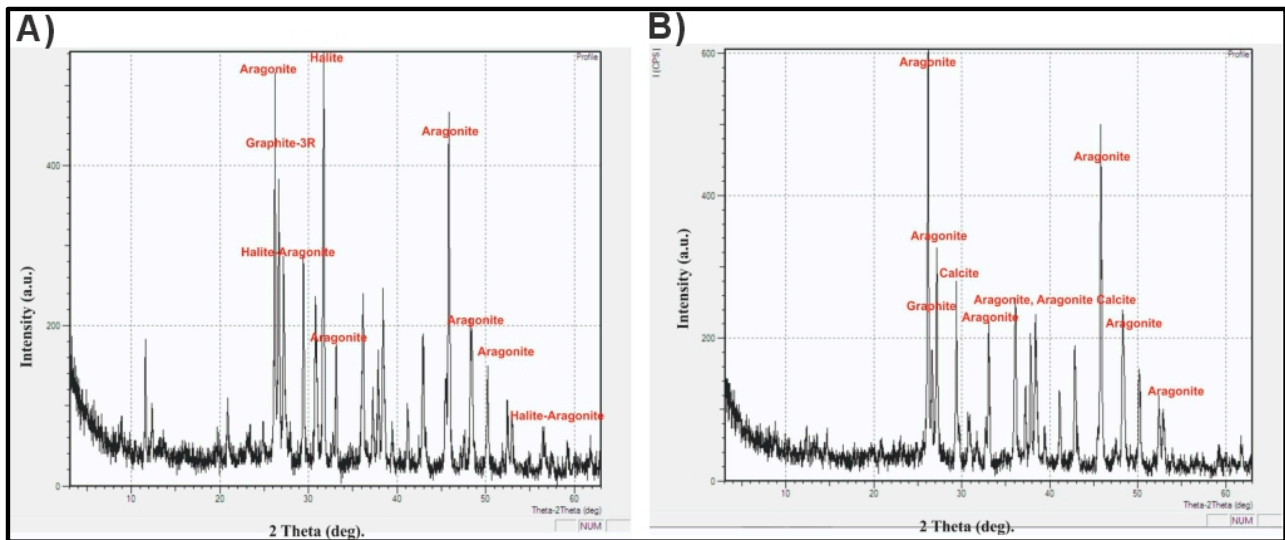 A)
Profile
Halite
Aragonite
Graphite-3R
Aragonite
Halite-Aragonite
Aragonite
Aragonite
Aragonite
Halite-Aragonite
400
200
0
10 20 30 40 50 60
Intensity (a.u.)
Theta-2Theta (deg)
NUM
2 Theta (deg).
B)
I [CPS]
Profile
600
Aragonite
Aragonite
400
Aragonite
Calcite
Graphite
Aragonite, Aragonite Calcite
Aragonite
Aragonite
200
Aragonite
0
10 20 30 40 50 60
Intensity (a.u.)
Theta-2Theta (deg)
NUM
2 Theta (deg).